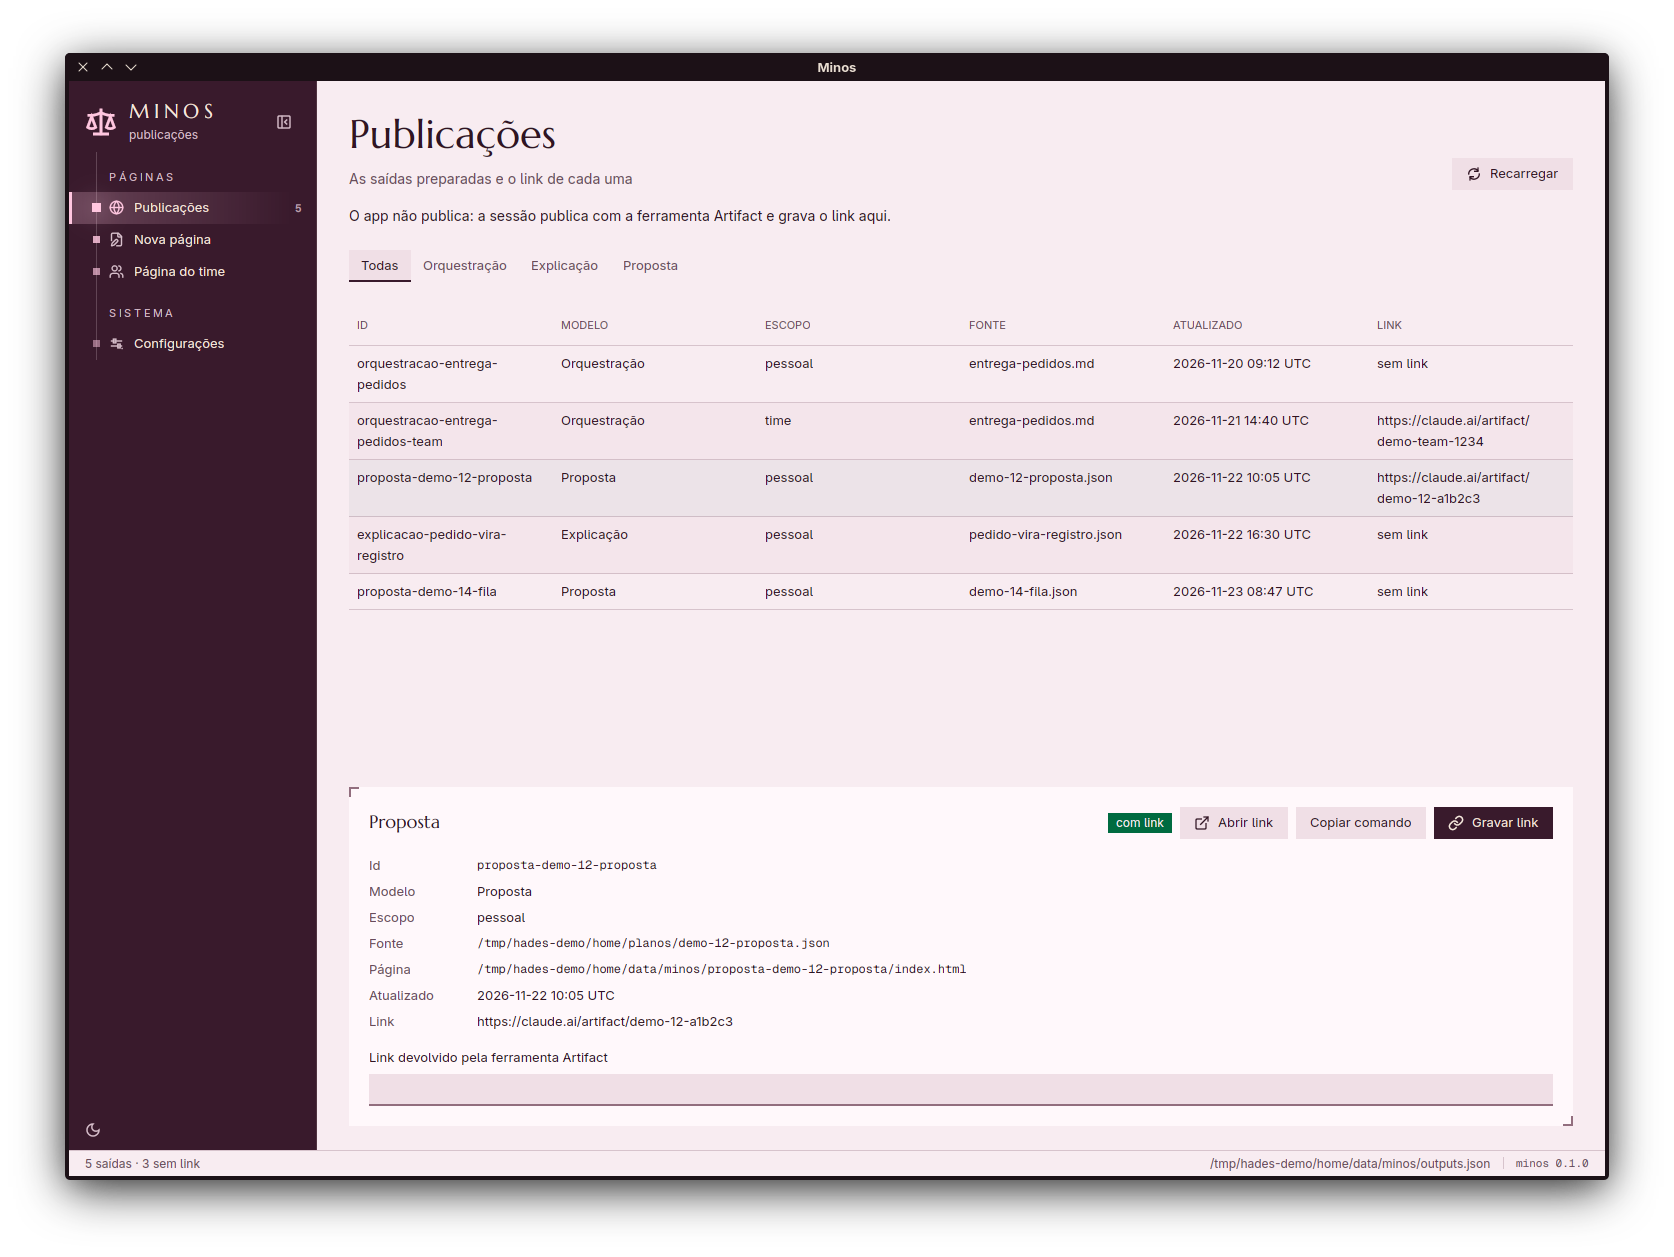 Minos
MINOS
publicações
PÁGINAS
Publicações 5
Nova página
Página do time
SISTEMA
Configurações
Publicações
As saídas preparadas e o link de cada uma
Recarregar
O app não publica: a sessão publica com a ferramenta Artifact e grava o link aqui.
Todas Orquestração Explicação Proposta
ID MODELO ESCOPO FONTE ATUALIZADO LINK
orquestracao-entrega- Orquestração pessoal entrega-pedidos.md 2026-11-20 09:12 UTC sem link
pedidos
orquestracao-entrega- Orquestração time entrega-pedidos.md 2026-11-21 14:40 UTC https://claude.ai/artifact/
pedidos-team demo-team-1234
proposta-demo-12-proposta Proposta pessoal demo-12-proposta.json 2026-11-22 10:05 UTC https://claude.ai/artifact/
demo-12-a1b2c3
explicacao-pedido-vira- Explicação pessoal pedido-vira-registro.json 2026-11-22 16:30 UTC sem link
registro
proposta-demo-14-fila Proposta pessoal demo-14-fila.json 2026-11-23 08:47 UTC sem link
Proposta com link Abrir link Copiar comando Gravar link
Id proposta-demo-12-proposta
Modelo Proposta
Escopo pessoal
Fonte /tmp/hades-demo/home/planos/demo-12-proposta.json
Página /tmp/hades-demo/home/data/minos/proposta-demo-12-proposta/index.html
Atualizado 2026-11-22 10:05 UTC
Link https://claude.ai/artifact/demo-12-a1b2c3
Link devolvido pela ferramenta Artifact
5 saídas · 3 sem link /tmp/hades-demo/home/data/minos/outputs.json minos 0.1.0